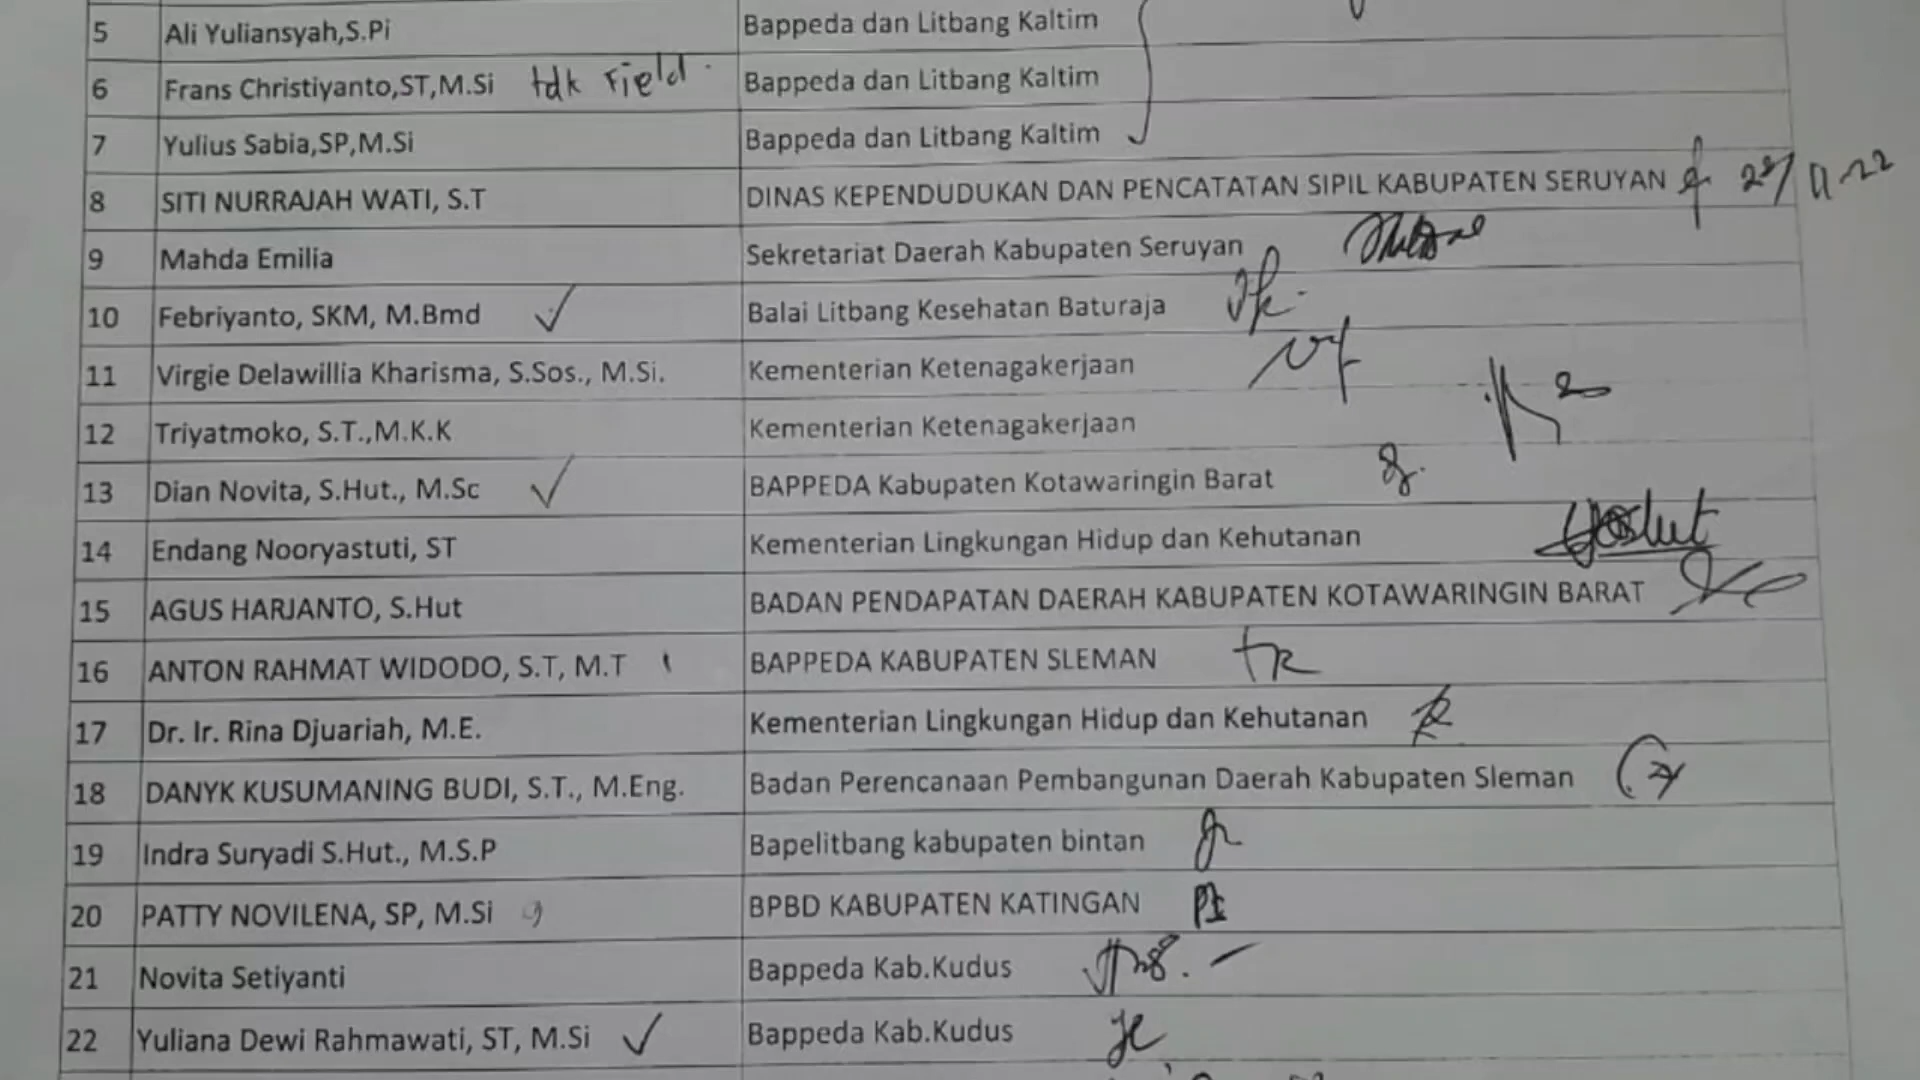 5 Ali Yuliansyah,S.Pi Bappeda dan Litbang Kaltim
6 Frans Christiyanto,ST,M.Si tdk Field. Bappeda dan Litbang Kaltim
7 Yulius Sabia,SP,M.Si Bappeda dan Litbang Kaltim
8 SITI NURRAJAH WATI, S.T DINAS KEPENDUDUKAN DAN PENCATATAN SIPIL KABUPATEN SERUYAN
9 Mahda Emilia Sekretariat Daerah Kabupaten Seruyan
10 Febriyanto, SKM, M.Bmd Balai Litbang Kesehatan Baturaja
11 Virgie Delawillia Kharisma, S.Sos., M.Si. Kementerian Ketenagakerjaan
12 Triyatmoko, S.T.,M.K.K Kementerian Ketenagakerjaan
13 Dian Novita, S.Hut., M.Sc BAPPEDA Kabupaten Kotawaringin Barat
14 Endang Nooryastuti, ST Kementerian Lingkungan Hidup dan Kehutanan
15 AGUS HARJANTO, S.Hut BADAN PENDAPATAN DAERAH KABUPATEN KOTAWARINGIN BARAT
16 ANTON RAHMAT WIDODO, S.T, M.T BAPPEDA KABUPATEN SLEMAN
17 Dr. Ir. Rina Djuariah, M.E. Kementerian Lingkungan Hidup dan Kehutanan
18 DANYK KUSUMANING BUDI, S.T., M.Eng. Badan Perencanaan Pembangunan Daerah Kabupaten Sleman
19 Indra Suryadi S.Hut., M.S.P Bapelitbang kabupaten bintan
20 PATTY NOVILENA, SP, M.Si BPBD KABUPATEN KATINGAN
21 Novita Setiyanti Bappeda Kab.Kudus
22 Yuliana Dewi Rahmawati, ST, M.Si Bappeda Kab.Kudus